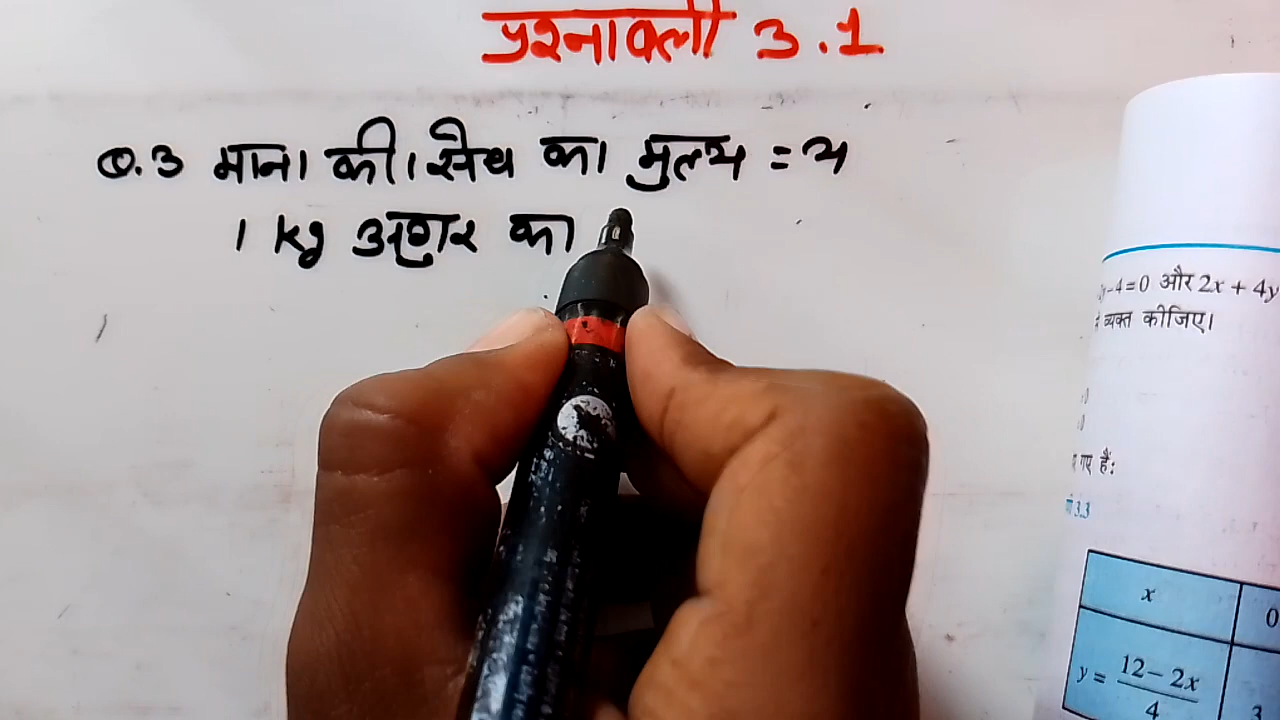 प्रश्नावली 3.1
Q.3 माना की सेब का मुल्य = x
1 kg अंगूर का
y-4=0 और 2x + 4y
व्यक्त कीजिए।
गए हैं:
3.3
x 0
y = 12 - 2x / 4 3